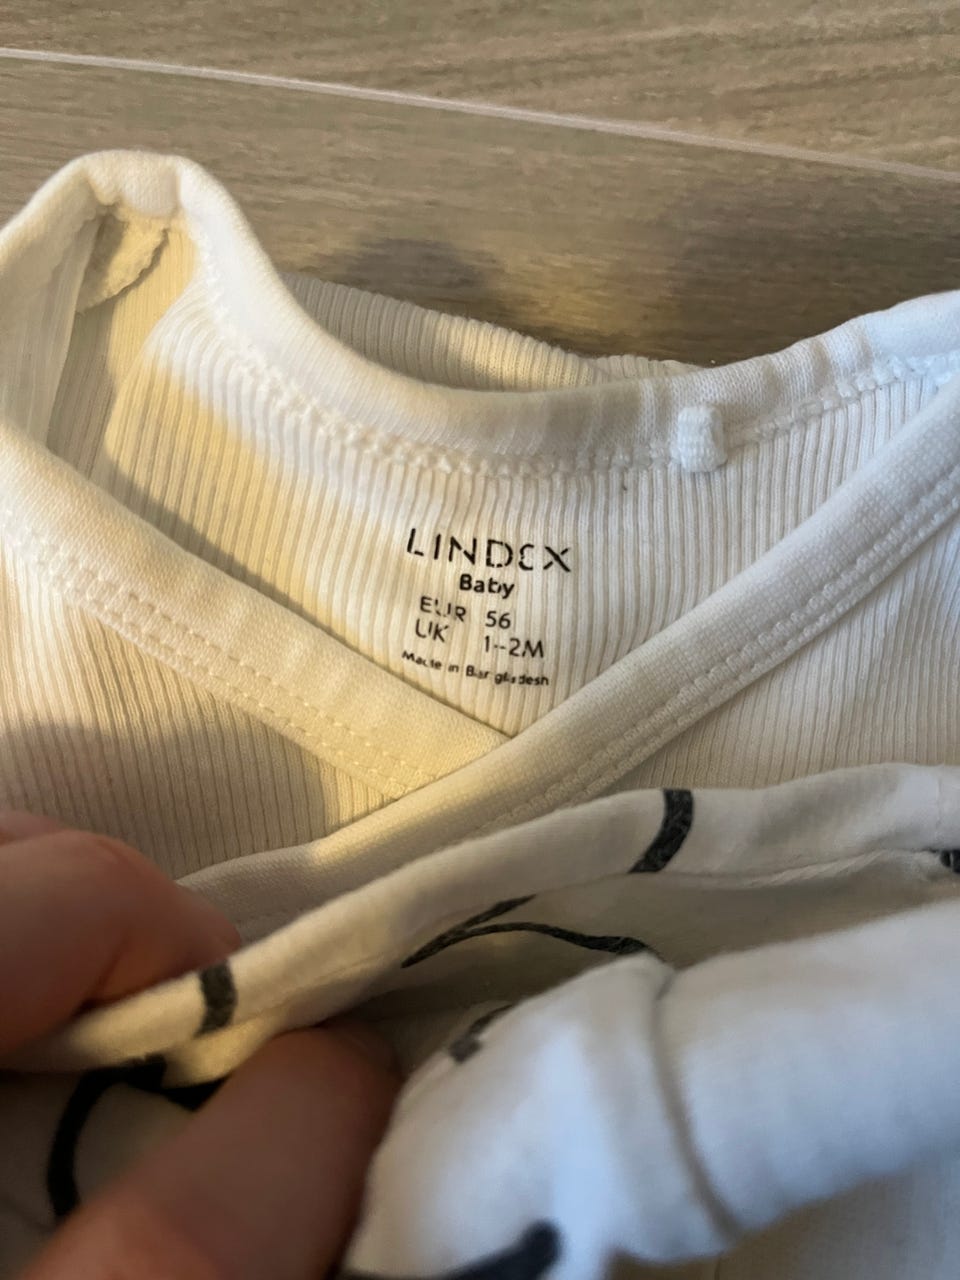 LINDEX
Baby
EUR 56
UK 1-2M
Made in Bangladesh